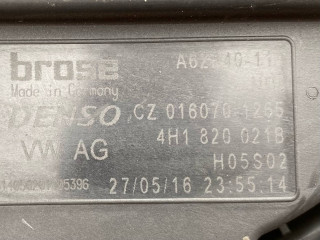 brose
Made in Germany
DENSO CZ 016070-1255
VW AG 4H1 820 021B
H05S02
27/05/16 23:55:14